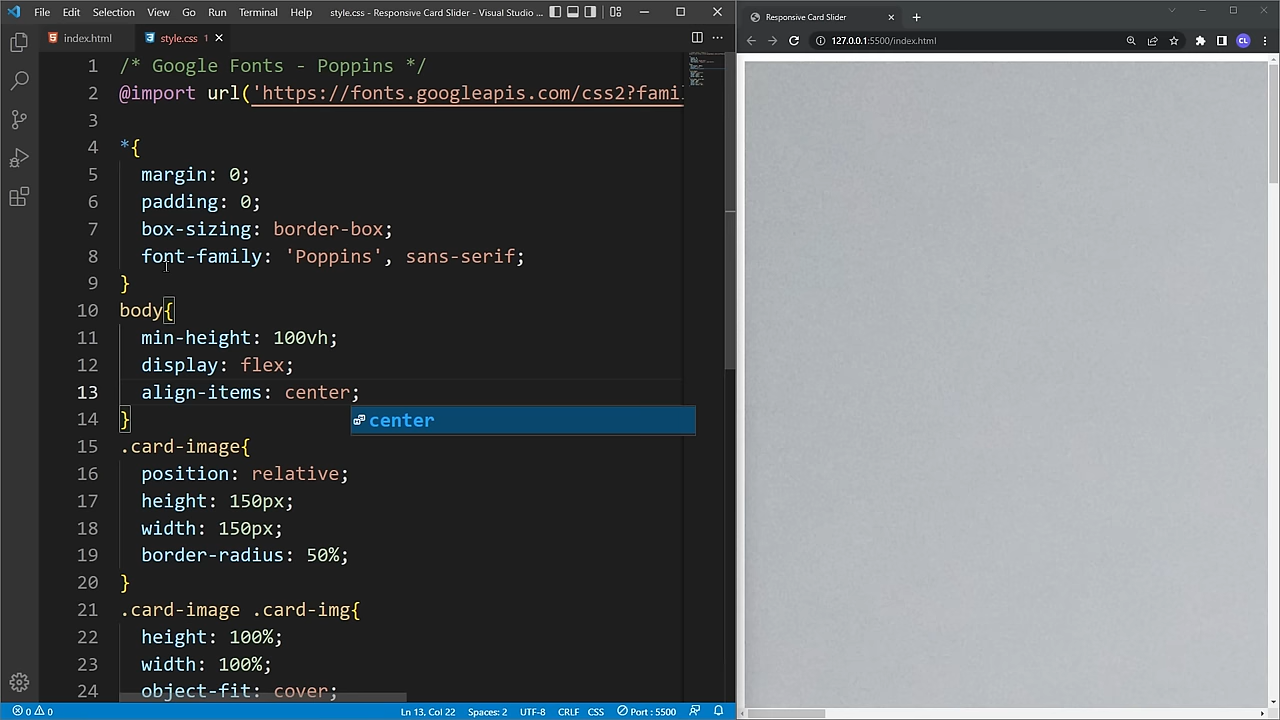 File Edit Selection View Go Run Terminal Help style.css - Responsive Card Slider - Visual Studio ...
index.html style.css 1
1 /* Google Fonts - Poppins */
2 @import url('https://fonts.googleapis.com/css2?fami
3
4 *{
5 margin: 0;
6 padding: 0;
7 box-sizing: border-box;
8 font-family: 'Poppins', sans-serif;
9 }
10 body{
11 min-height: 100vh;
12 display: flex;
13 align-items: center;
14 }
center
15 .card-image{
16 position: relative;
17 height: 150px;
18 width: 150px;
19 border-radius: 50%;
20 }
21 .card-image .card-img{
22 height: 100%;
23 width: 100%;
24 object-fit: cover;
0 0 Ln 13, Col 22 Spaces: 2 UTF-8 CRLF CSS Port : 5500
Responsive Card Slider
127.0.0.1:5500/index.html
CL